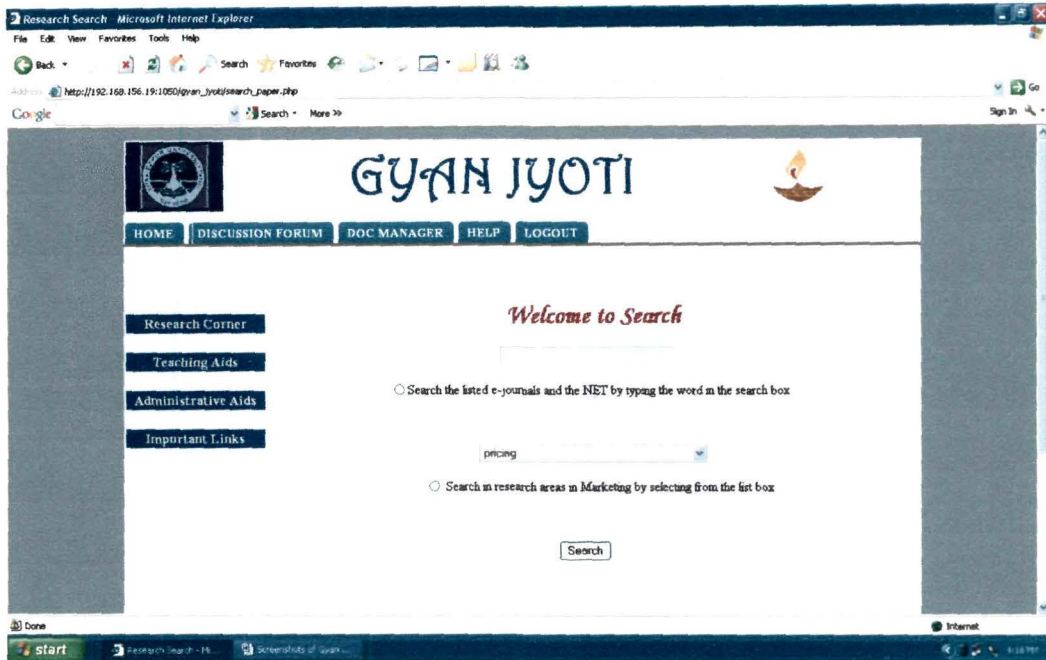 Research Search - Microsoft Internet Explorer
File Edit View Favorites Tools Help
Back Search Favorites
Address http://192.168.156.19:1050/gyan_jyoti/search_paper.php Go
Google Search More >> Sign In
GYAN JYOTI
HOME DISCUSSION FORUM DOC MANAGER HELP LOGOUT
Welcome to Search
Research Corner
Teaching Aids
Search the listed e-journals and the NET by typing the word in the search box
Administrative Aids
Important Links
pricing
Search in research areas in Marketing by selecting from the list box
Search
Done Internet
start Research Search - Mi... Screenshots of Gyan ... 6:18 PM